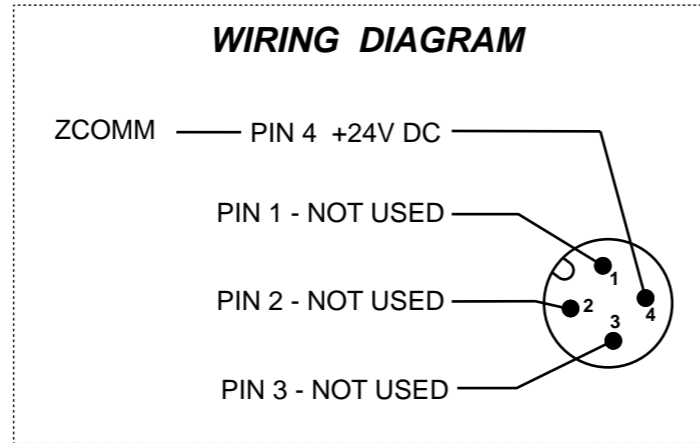 WIRING DIAGRAM
ZCOMM PIN 4 +24V DC
PIN 1 - NOT USED
PIN 2 - NOT USED
PIN 3 - NOT USED
1
2
3
4